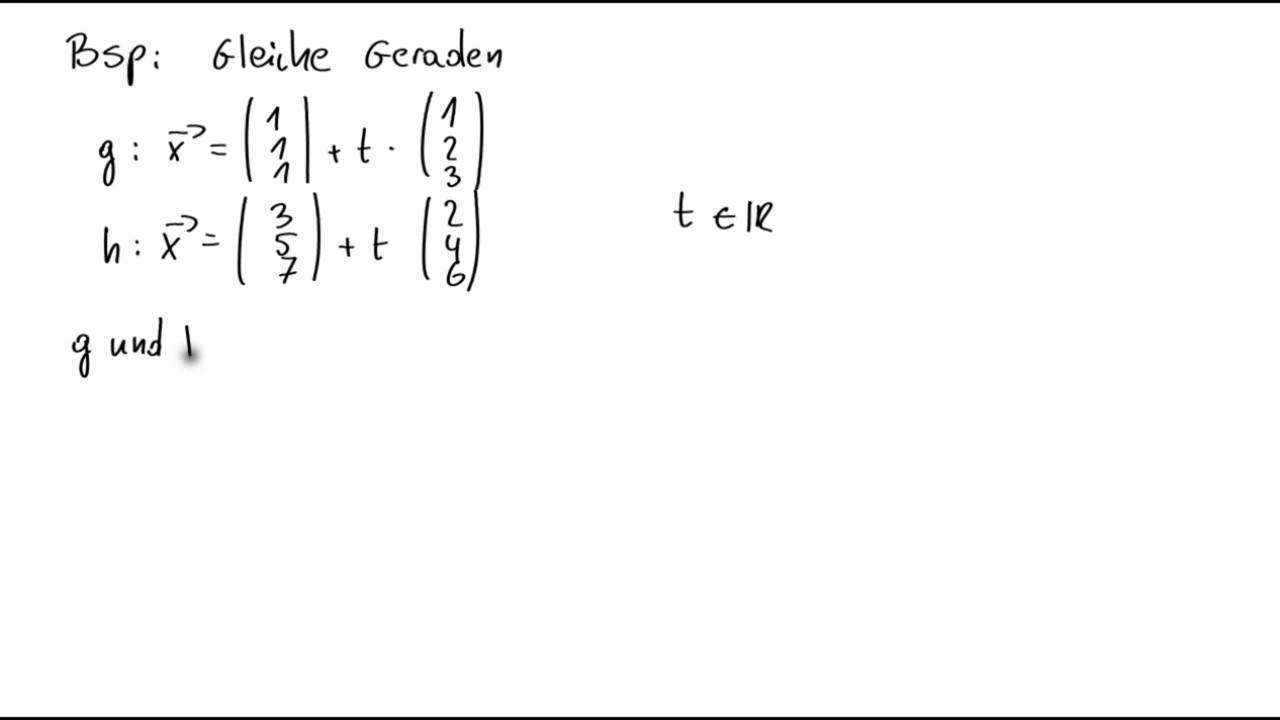 Bsp: Gleiche Geraden
g: x⃗ = (1 1 1) + t · (1 2 3)
h: x⃗ = (3 5 7) + t (2 4 6)
t ∈ ℝ
g und